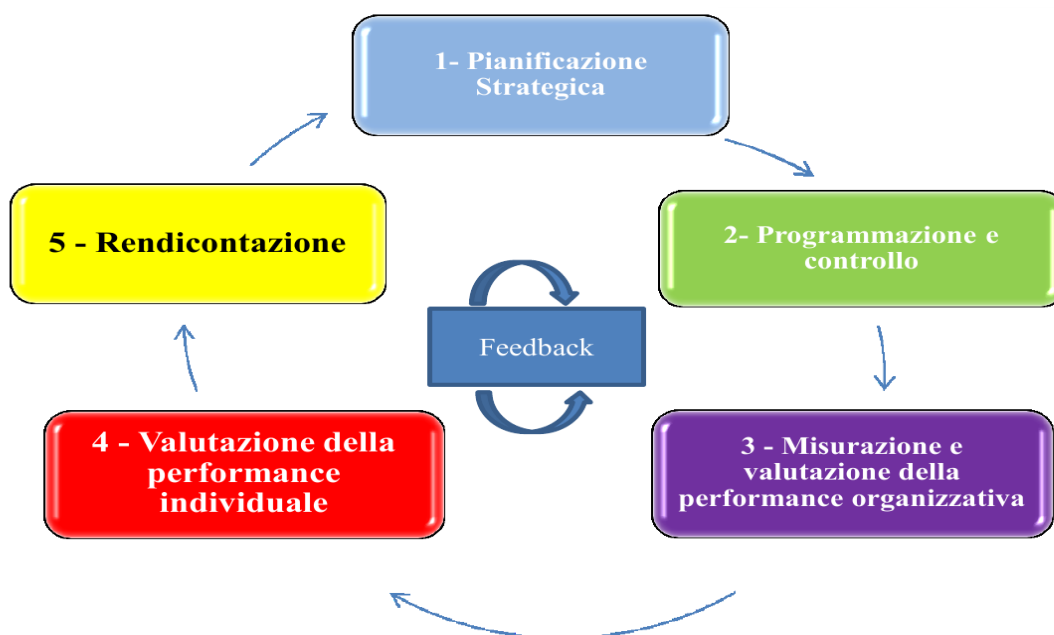 1- Pianificazione
Strategica
2- Programmazione e
controllo
3 - Misurazione e
valutazione della
performance organizzativa
4 - Valutazione della
performance
individuale
5 - Rendicontazione
Feedback